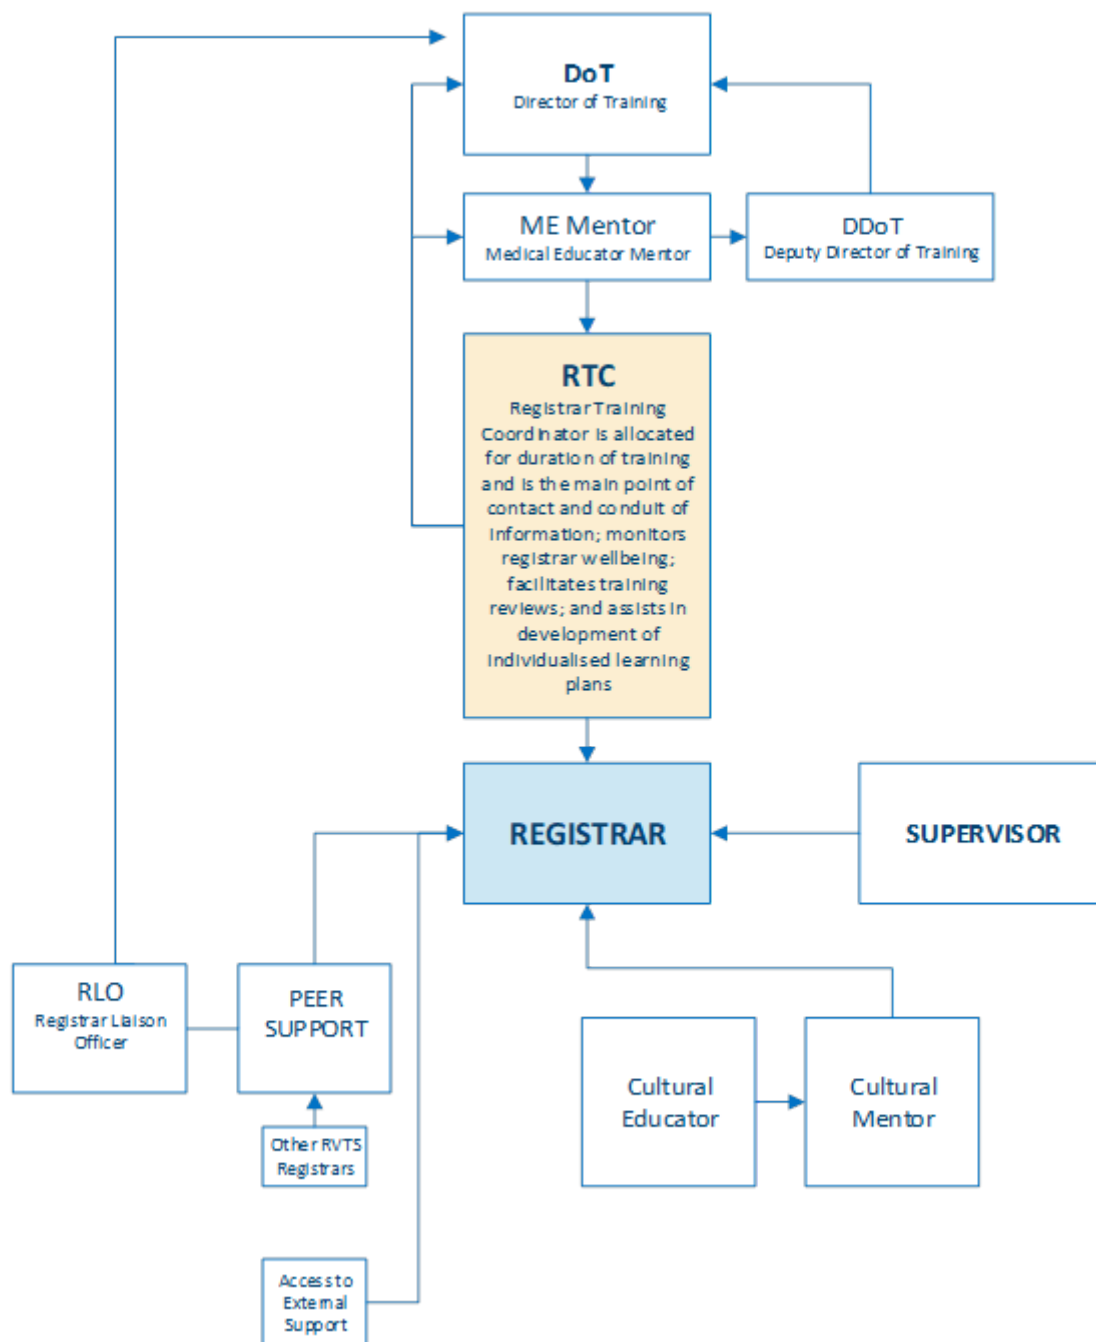 DoT
Director of Training
ME Mentor
Medical Educator Mentor
DDoT
Deputy Director of Training
RTC
Registrar Training
Coordinator is allocated
for duration of training
and is the main point of
contact and conduit of
information; monitors
registrar wellbeing;
facilitates training
reviews; and assists in
development of
individualised learning
plans
REGISTRAR
SUPERVISOR
RLO
Registrar Liaison
Officer
PEER
SUPPORT
Other RVTS
Registrars
Cultural
Educator
Cultural
Mentor
Access to
External
Support